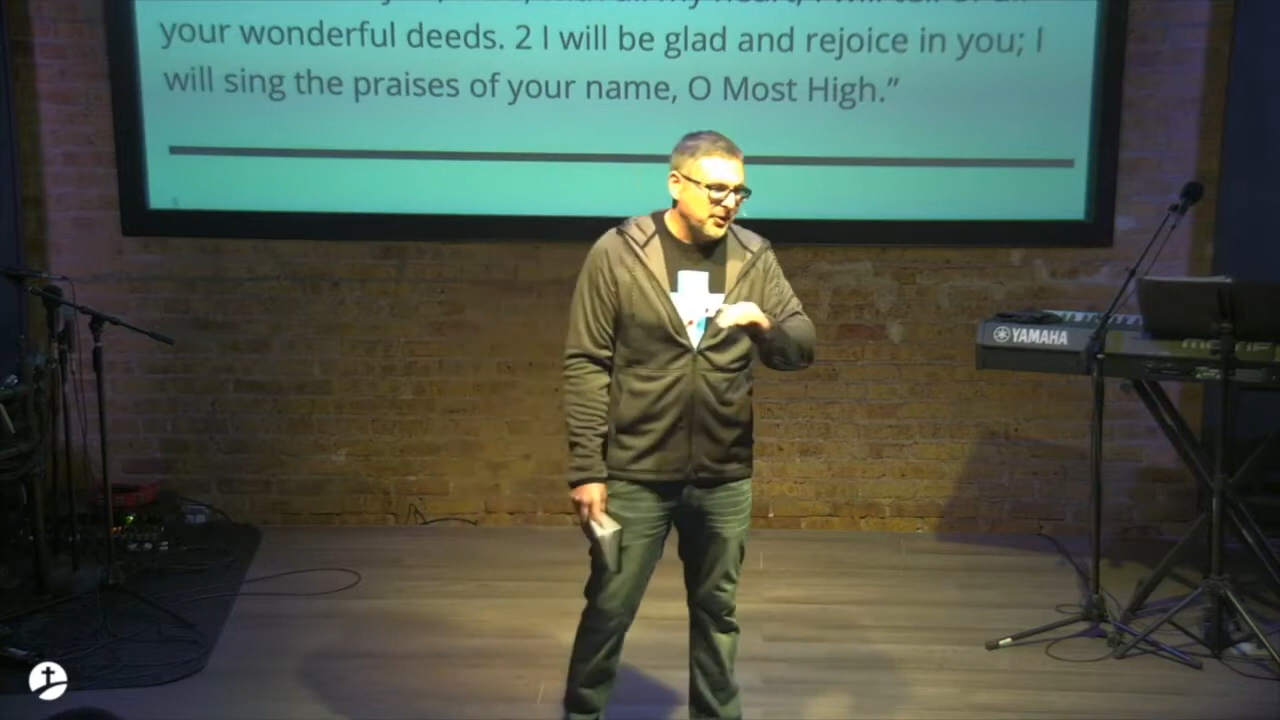 your wonderful deeds. 2 I will be glad and rejoice in you; I
will sing the praises of your name, O Most High.”
YAMAHA